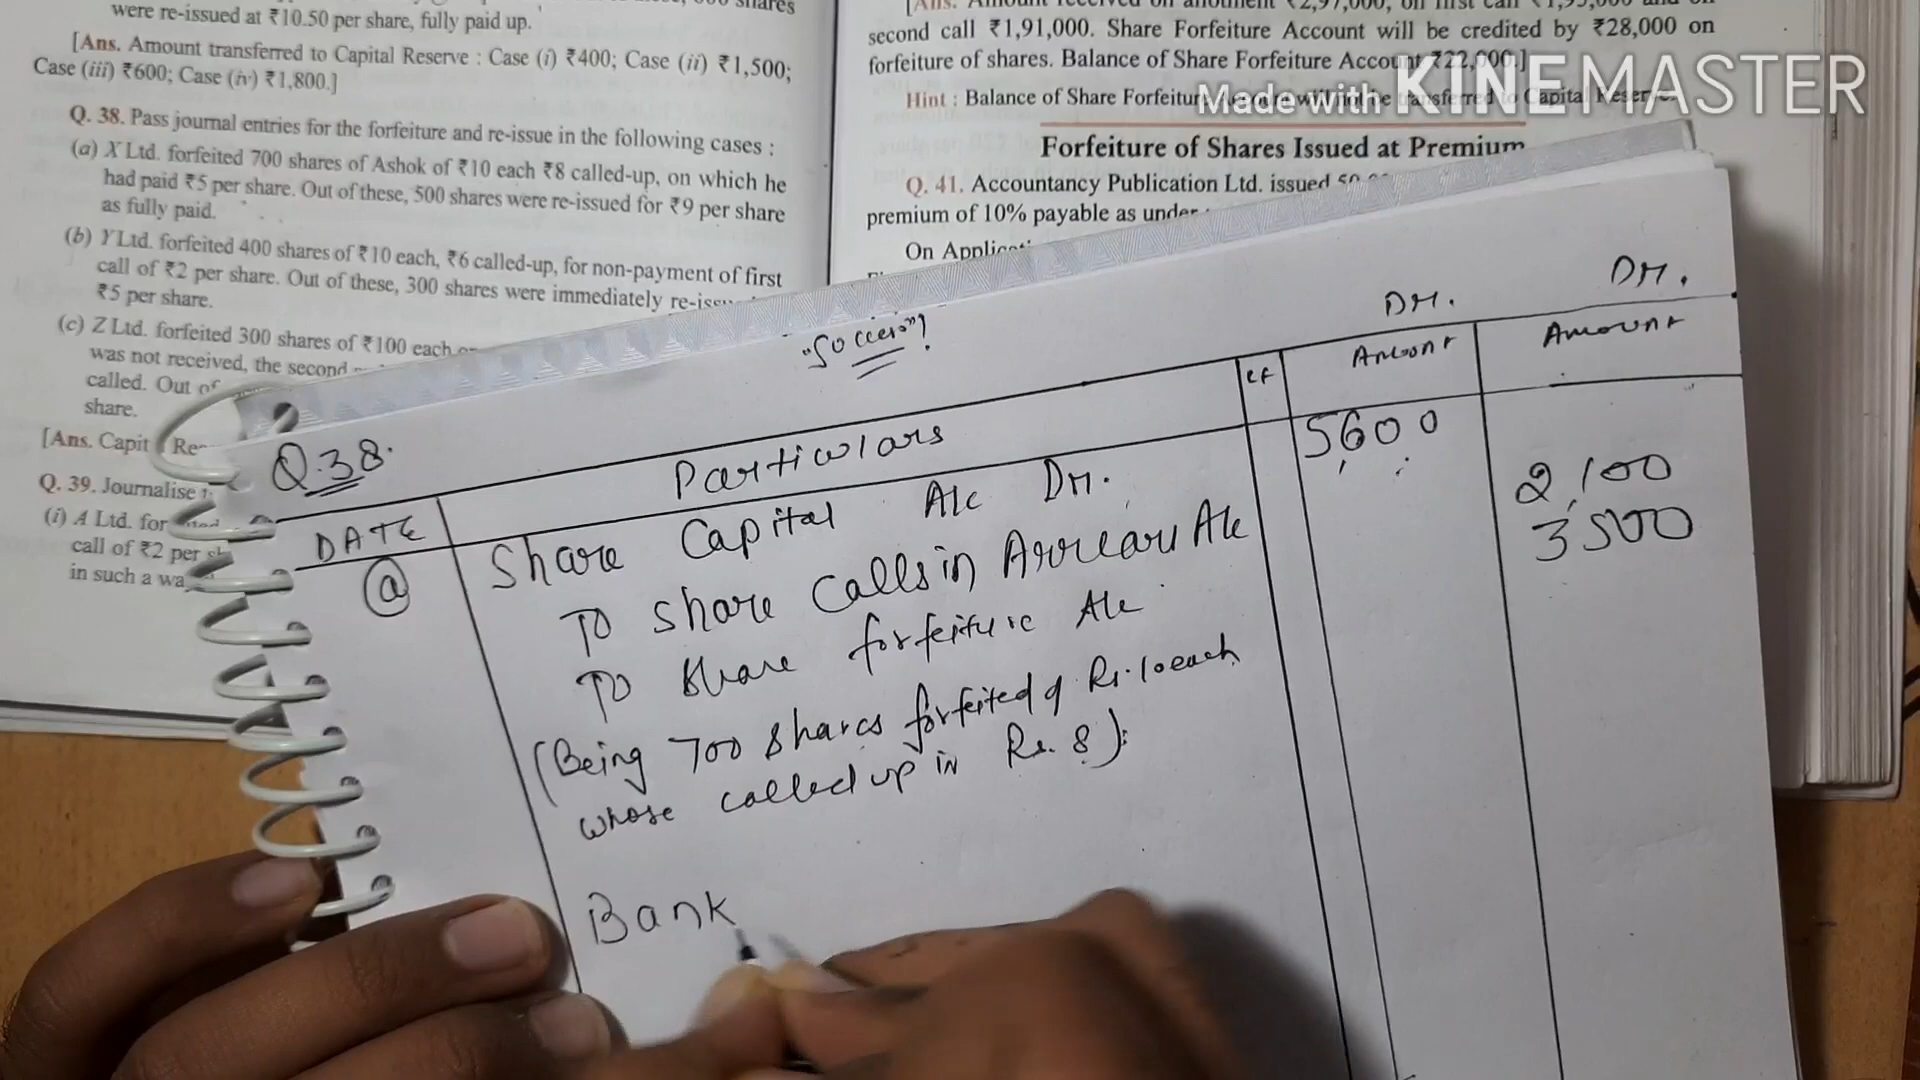 were re-issued at ₹10.50 per share, fully paid up.
[Ans. Amount transferred to Capital Reserve : Case (i) ₹400; Case (ii) ₹1,500;
Case (iii) ₹600; Case (iv) ₹1,800.]
Q. 38. Pass journal entries for the forfeiture and re-issue in the following cases :
(a) X Ltd. forfeited 700 shares of Ashok of ₹10 each ₹8 called-up, on which he
had paid ₹5 per share. Out of these, 500 shares were re-issued for ₹9 per share
as fully paid.
(b) Y Ltd. forfeited 400 shares of ₹10 each, ₹6 called-up, for non-payment of first
call of ₹2 per share. Out of these, 300 shares were immediately
₹5 per share.
(c) Z Ltd. forfeited 300 shares of ₹100 each
was not received, the second
called. Out of
share.
[Ans.
Q. 39. Journalise
(i) A Ltd. for
call of ₹2 per
in such a wa
second call ₹1,91,000. Share Forfeiture Account will be credited by ₹28,000 on
forfeiture of shares. Balance of Share Forfeiture Account ₹22,000.]
Hint : Balance of Share
Made with KINEMASTER
Forfeiture of Shares Issued at Premium
Q. 41. Accountancy Publication Ltd. issued
premium of 10% payable as under
On
"Success"!
Q.38.
DATE
Particulars
LF
Dr.
Amount
Dr.
Amount
(a)
Share Capital A/c Dr.
5600
To Share Calls in Arrears A/c
2,100
To Share forfeiture A/c
3500
(Being 700 Shares forfeited of Rs.10 each
whose called up in Rs. 8)
Bank